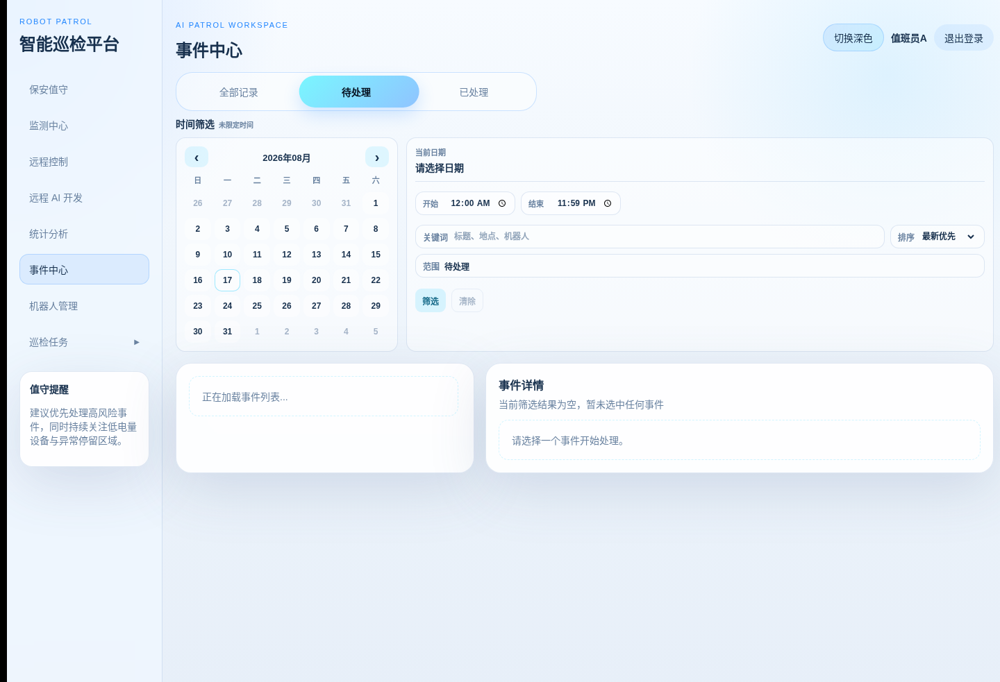 ROBOT PATROL
智能巡检平台
保安值守
监测中心
远程控制
远程 AI 开发
统计分析
事件中心
机器人管理
巡检任务 ▶
值守提醒
建议优先处理高风险事
件，同时持续关注低电量
设备与异常停留区域。
AI PATROL WORKSPACE
事件中心
切换深色 值班员A 退出登录
全部记录 待处理 已处理
时间筛选 未限定时间
‹ 2026年08月 ›
日 一 二 三 四 五 六
26 27 28 29 30 31 1
2 3 4 5 6 7 8
9 10 11 12 13 14 15
16 17 18 19 20 21 22
23 24 25 26 27 28 29
30 31 1 2 3 4 5
当前日期
请选择日期
开始 12:00 AM 结束 11:59 PM
关键词 标题、地点、机器人 排序 最新优先
范围 待处理
筛选 清除
正在加载事件列表...
事件详情
当前筛选结果为空，暂未选中任何事件
请选择一个事件开始处理。